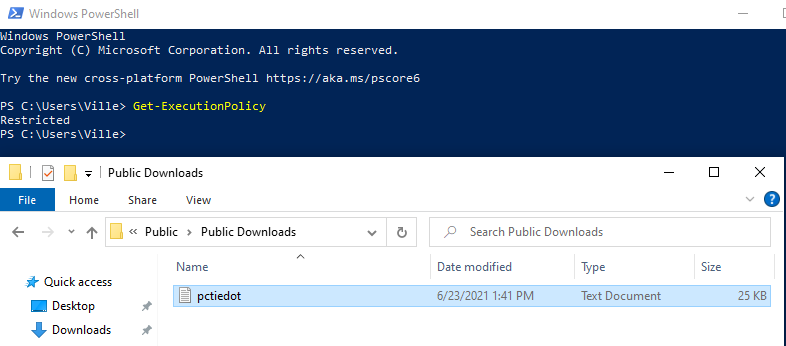 Windows PowerShell
Windows PowerShell
Copyright (C) Microsoft Corporation. All rights reserved.
Try the new cross-platform PowerShell https://aka.ms/pscore6
PS C:\Users\Ville> Get-ExecutionPolicy
Restricted
PS C:\Users\Ville>
Public Downloads
File Home Share View
Public Public Downloads Search Public Downloads
Name Date modified Type Size
Quick access
pctiedot 6/23/2021 1:41 PM Text Document 25 KB
Desktop
Downloads